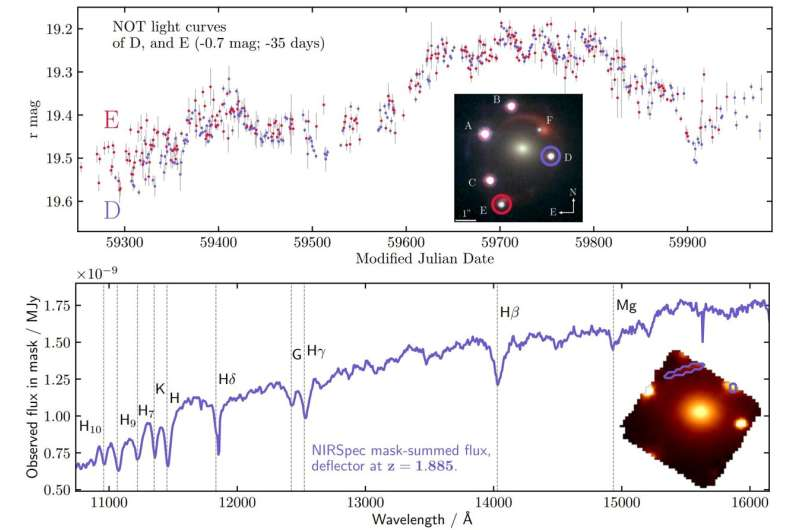 NOT light curves
of D, and E (-0.7 mag; -35 days)
19.2
19.3
19.4
19.5
19.6
r mag
E
D
B
A
F
D
C
E
1"
N
E
59300 59400 59500 59600 59700 59800 59900
Modified Julian Date
×10⁻⁹
1.75
1.50
1.25
1.00
0.75
0.50
Observed flux in mask / MJy
H₁₀
H₉
H₇
K
H
Hδ
G
Hγ
Hβ
Mg
NIRSpec mask-summed flux,
deflector at z = 1.885.
11000 12000 13000 14000 15000 16000
Wavelength / Å